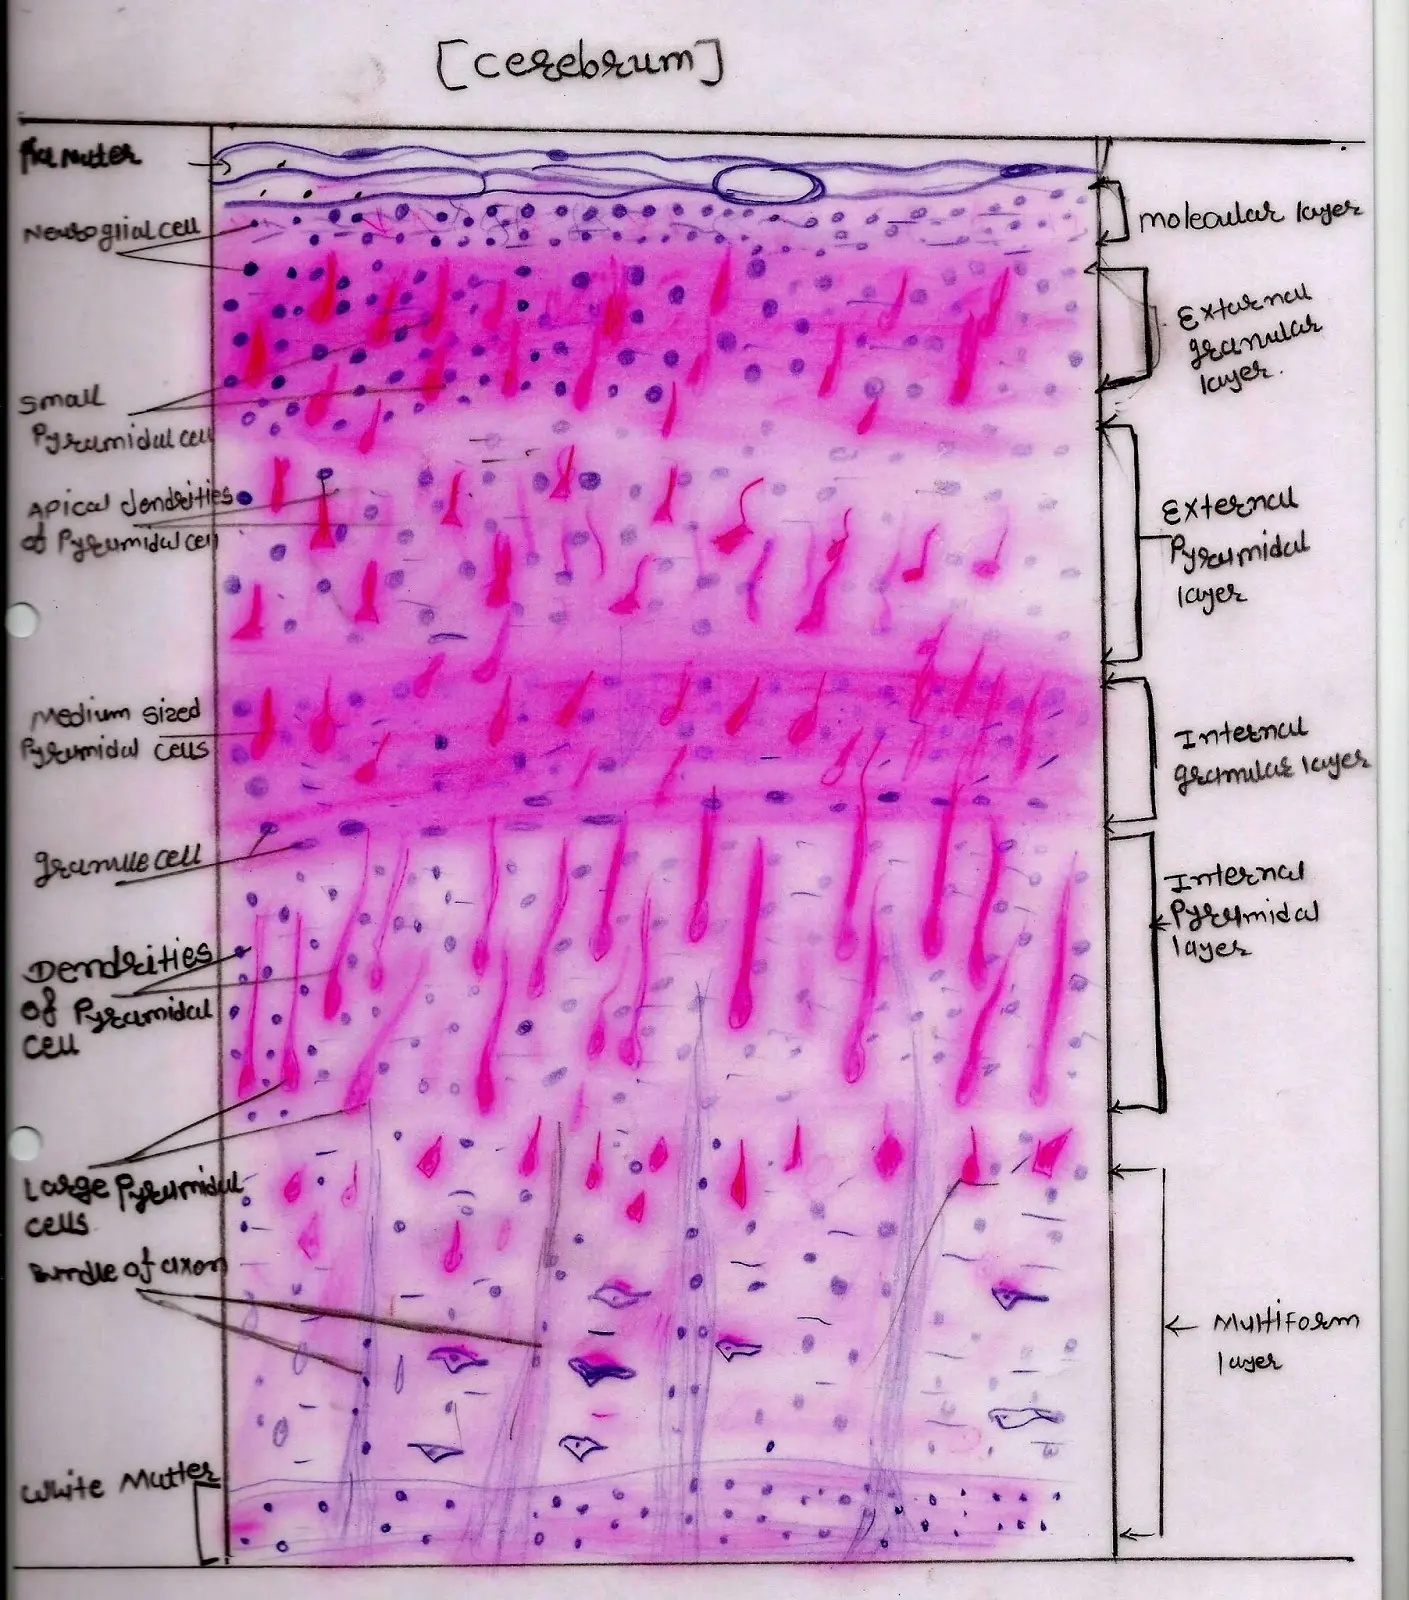 [cerebrum]
Pia Mater
Neurogiial cell
Small
Pyramidal cell
Apical dendrities
of Pyramidal cell
Medium sized
Pyramidal cells
granule cell
Dendrities
of Pyramidal
cell
Large Pyramidal
cells
Bundle of axon
White Matter
molecular layer
External
granular
layer.
External
Pyramidal
layer
Internal
granular layer
Internal
Pyramidal
layer
Multiform
layer